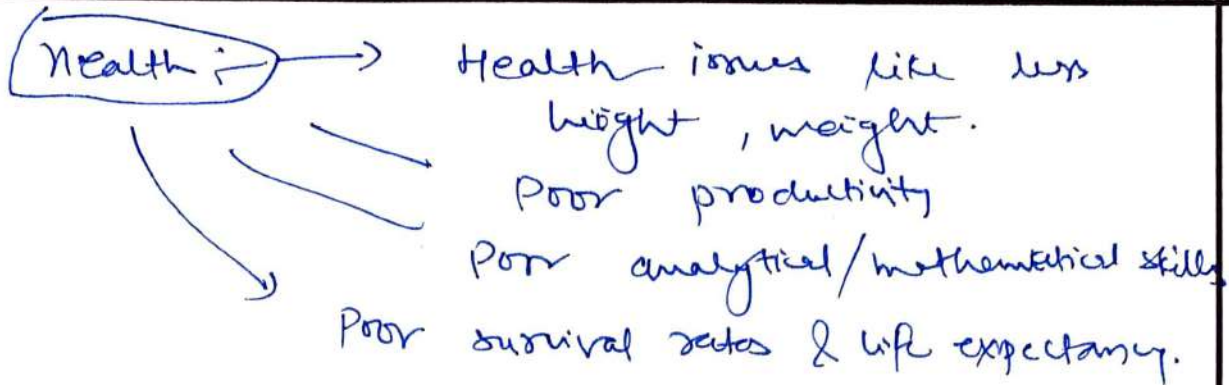 Health :- → Health issues like less
height, weight.
Poor productivity
Poor analytical/mathematical skills
Poor survival rates & life expectancy.